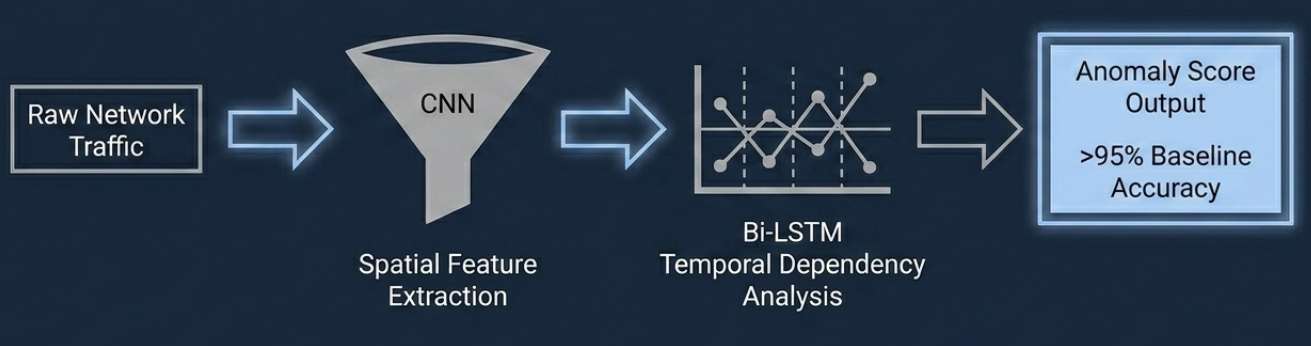 Raw Network
Traffic
CNN
Spatial Feature
Extraction
Bi-LSTM
Temporal Dependency
Analysis
Anomaly Score
Output
>95% Baseline
Accuracy